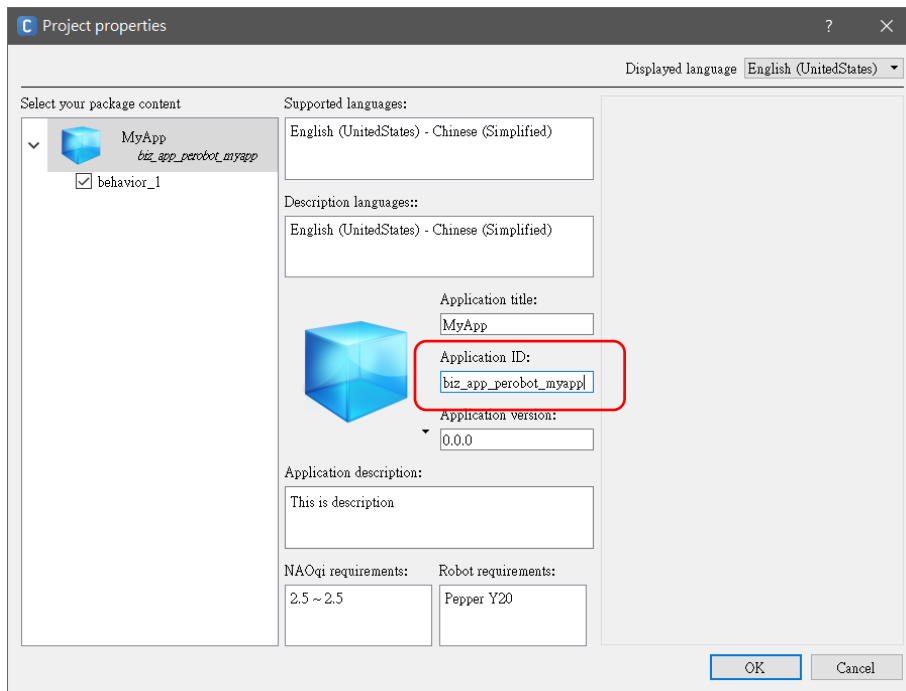 Project properties
Displayed language English (UnitedStates)
Select your package content
MyApp
biz_app_perobot_myapp
behavior_1
Supported languages:
English (UnitedStates) - Chinese (Simplified)
Description languages::
English (UnitedStates) - Chinese (Simplified)
Application title:
MyApp
Application ID:
biz_app_perobot_myapp
Application version:
0.0.0
Application description:
This is description
NAOqi requirements:
2.5 ~ 2.5
Robot requirements:
Pepper Y20
OK
Cancel